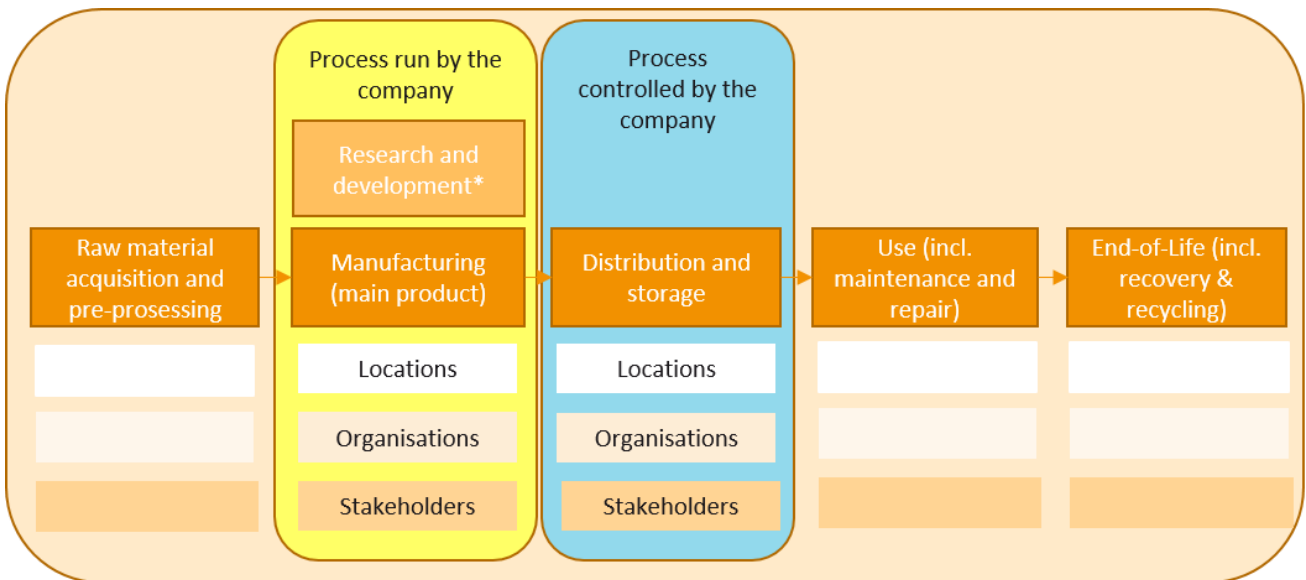 Process run by the
company
Process
controlled by the
company
Research and
development*
Raw material
acquisition and
pre-prosessing
Manufacturing
(main product)
Distribution and
storage
Use (incl.
maintenance and
repair)
End-of-Life (incl.
recovery &
recycling)
Locations
Locations
Organisations
Organisations
Stakeholders
Stakeholders